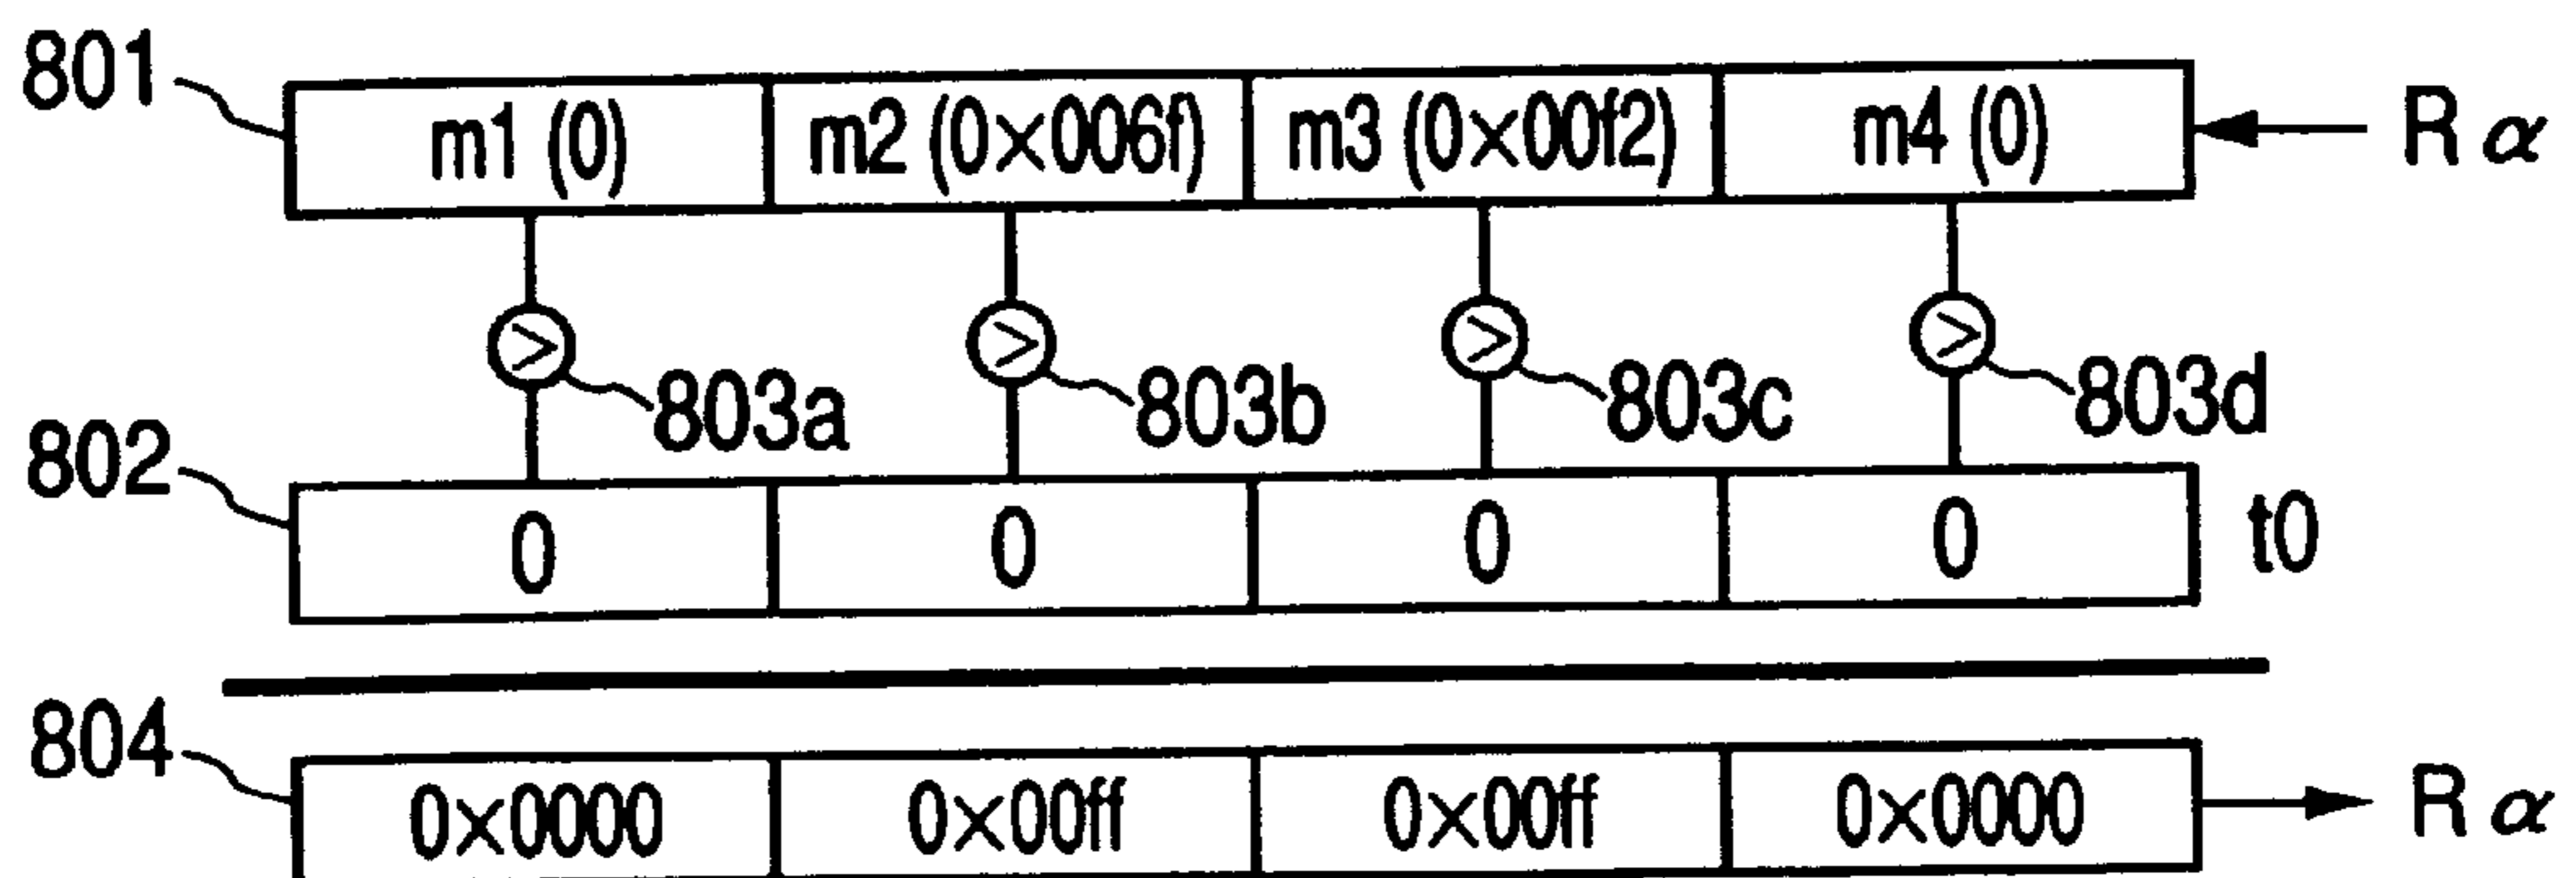 801
m1 (0) m2 (0×006f) m3 (0×00f2) m4 (0) R α
> > > >
803a 803b 803c 803d
802
0 0 0 0 t0
804
0×0000 0×00ff 0×00ff 0×0000 R α